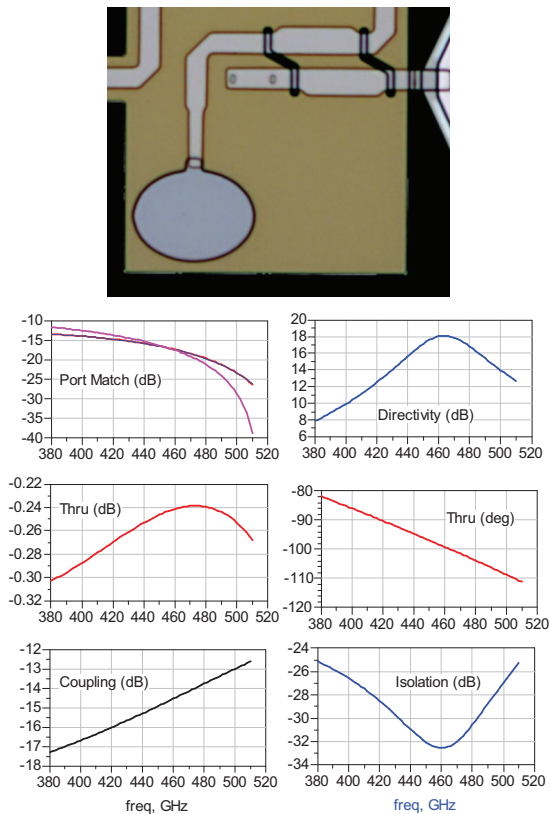 -10
-15
-20
-25
-30
-35
-40
Port Match (dB)
380 400 420 440 460 480 500 520
20
18
16
14
12
10
8
6
Directivity (dB)
380 400 420 440 460 480 500 520
-0.22
-0.24
-0.26
-0.28
-0.30
-0.32
Thru (dB)
380 400 420 440 460 480 500 520
-80
-90
-100
-110
-120
Thru (deg)
380 400 420 440 460 480 500 520
-12
-13
-14
-15
-16
-17
-18
Coupling (dB)
380 400 420 440 460 480 500 520
freq, GHz
-24
-26
-28
-30
-32
-34
Isolation (dB)
380 400 420 440 460 480 500 520
freq, GHz